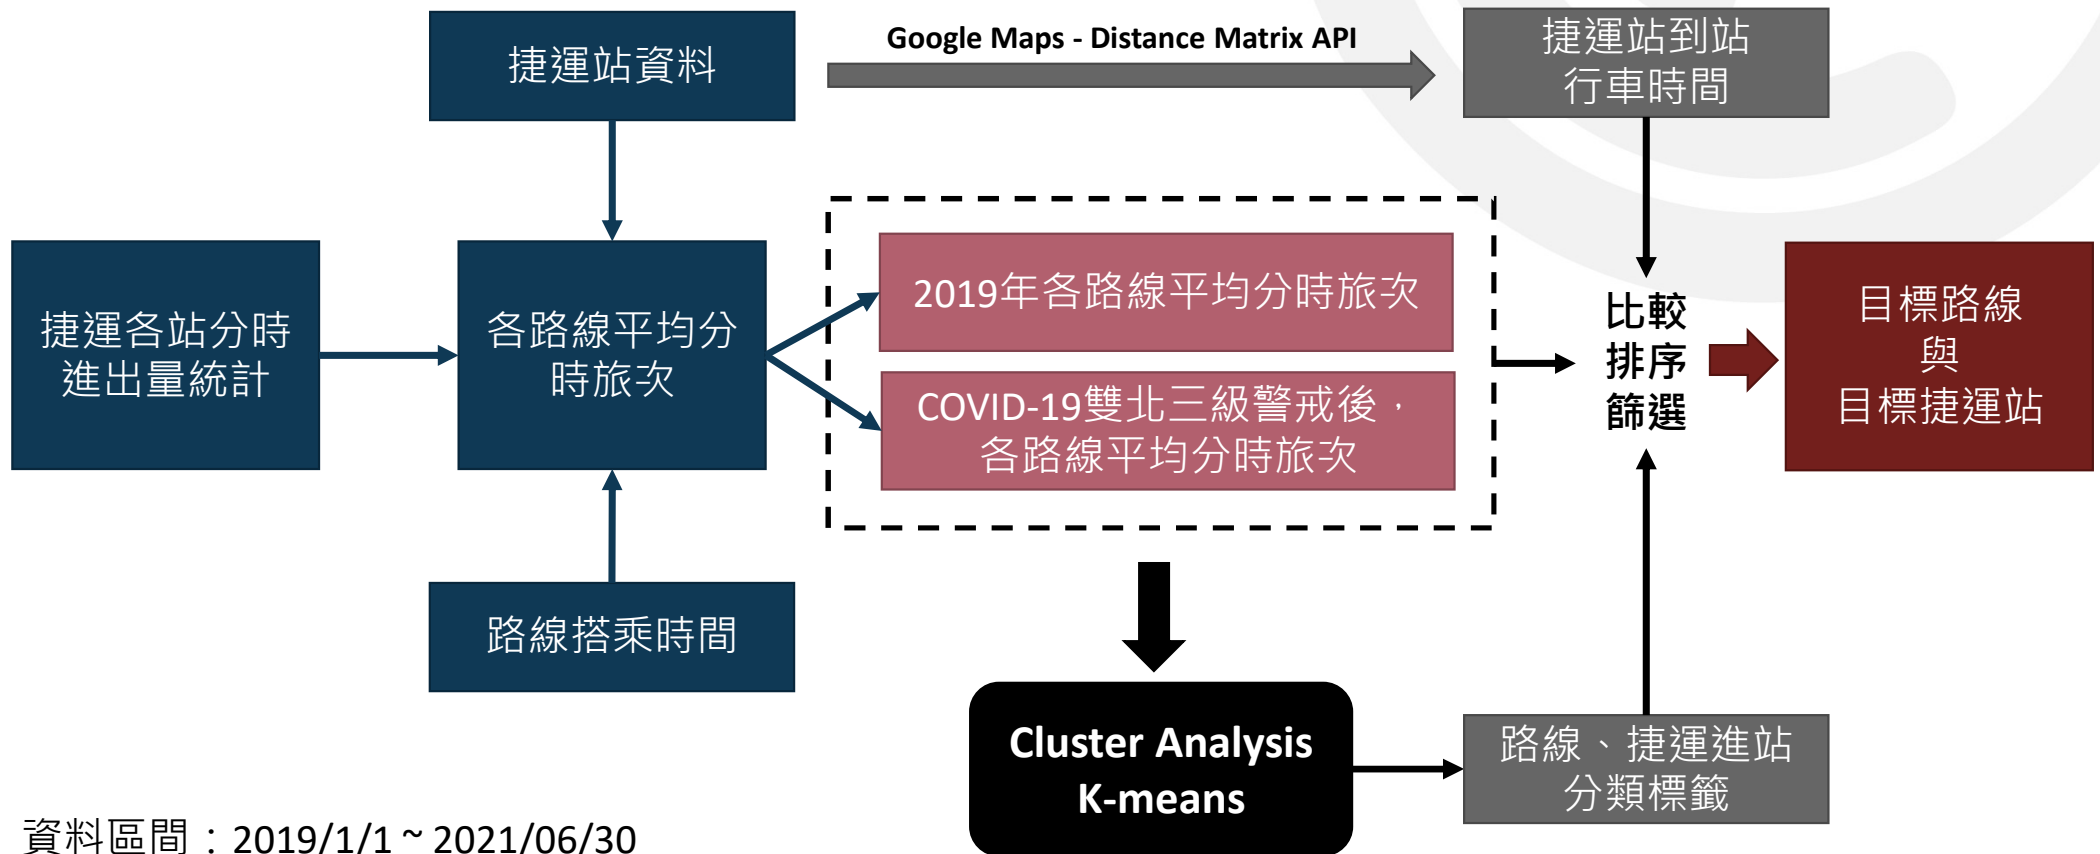 捷運站資料
Google Maps - Distance Matrix API
捷運站到站
行車時間
捷運各站分時
進出量統計
各路線平均分
時旅次
2019年各路線平均分時旅次
COVID-19雙北三級警戒後，
各路線平均分時旅次
比較
排序
篩選
目標路線
與
目標捷運站
路線搭乘時間
Cluster Analysis
K-means
路線、捷運進站
分類標籤
資料區間：2019/1/1 ~ 2021/06/30